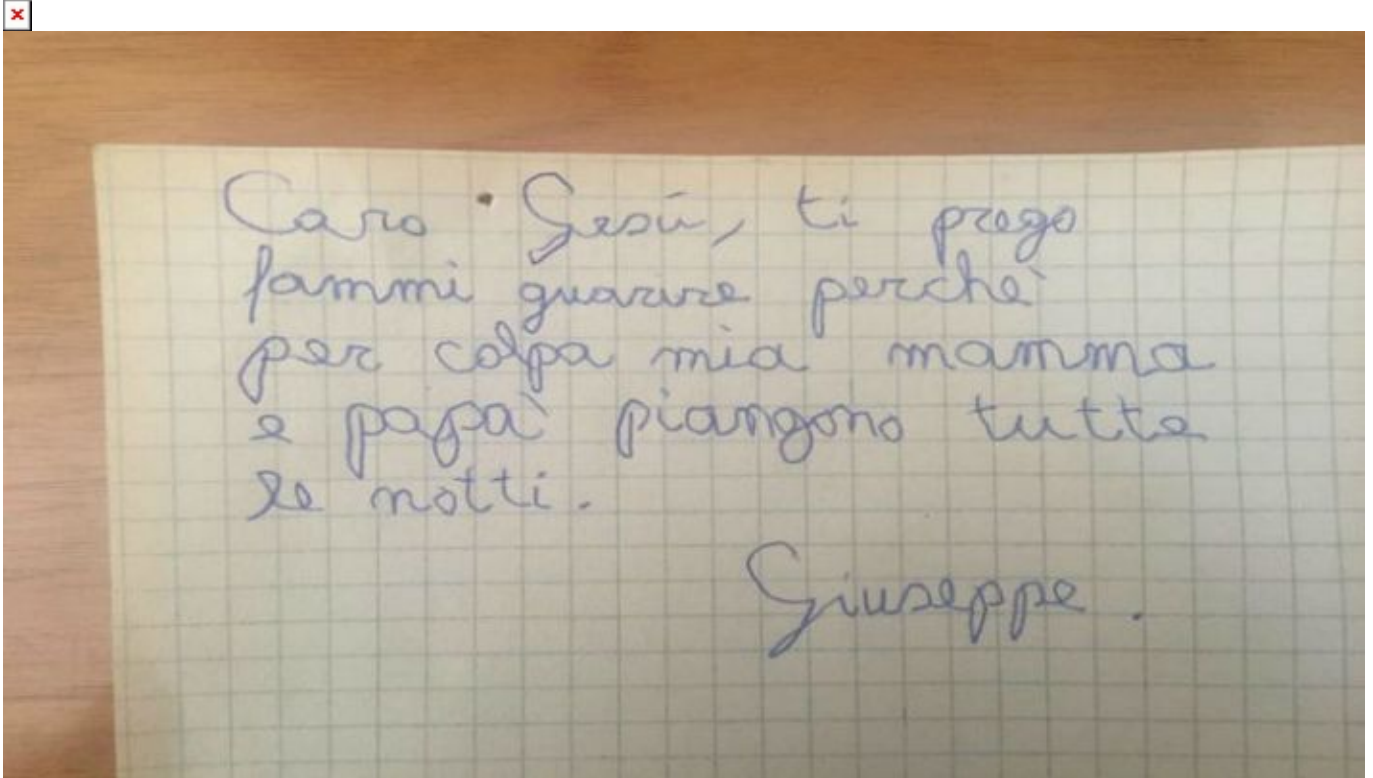 Caro Gesù, ti prego
fammi guarire perchè
per colpa mia mamma
e papà piangono tutte
le notti.
Giuseppe.